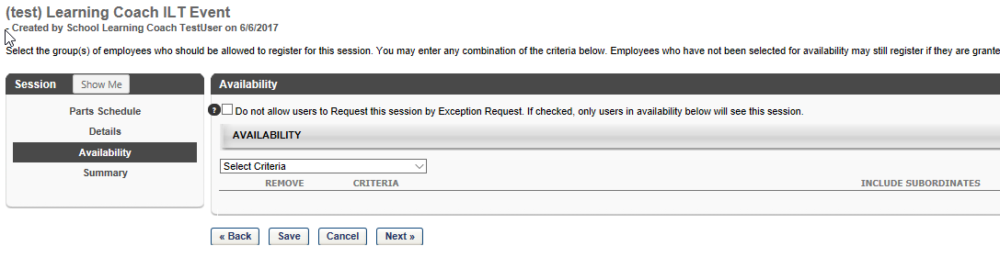 (test) Learning Coach ILT Event
- Created by School Learning Coach TestUser on 6/6/2017
Select the group(s) of employees who should be allowed to register for this session. You may enter any combination of the criteria below. Employees who have not been selected for availability may still register if they are grante
Session Show Me
Parts Schedule
Details
Availability
Summary
Availability
? Do not allow users to Request this session by Exception Request. If checked, only users in availability below will see this session.
AVAILABILITY
Select Criteria
REMOVE CRITERIA INCLUDE SUBORDINATES
« Back Save Cancel Next »